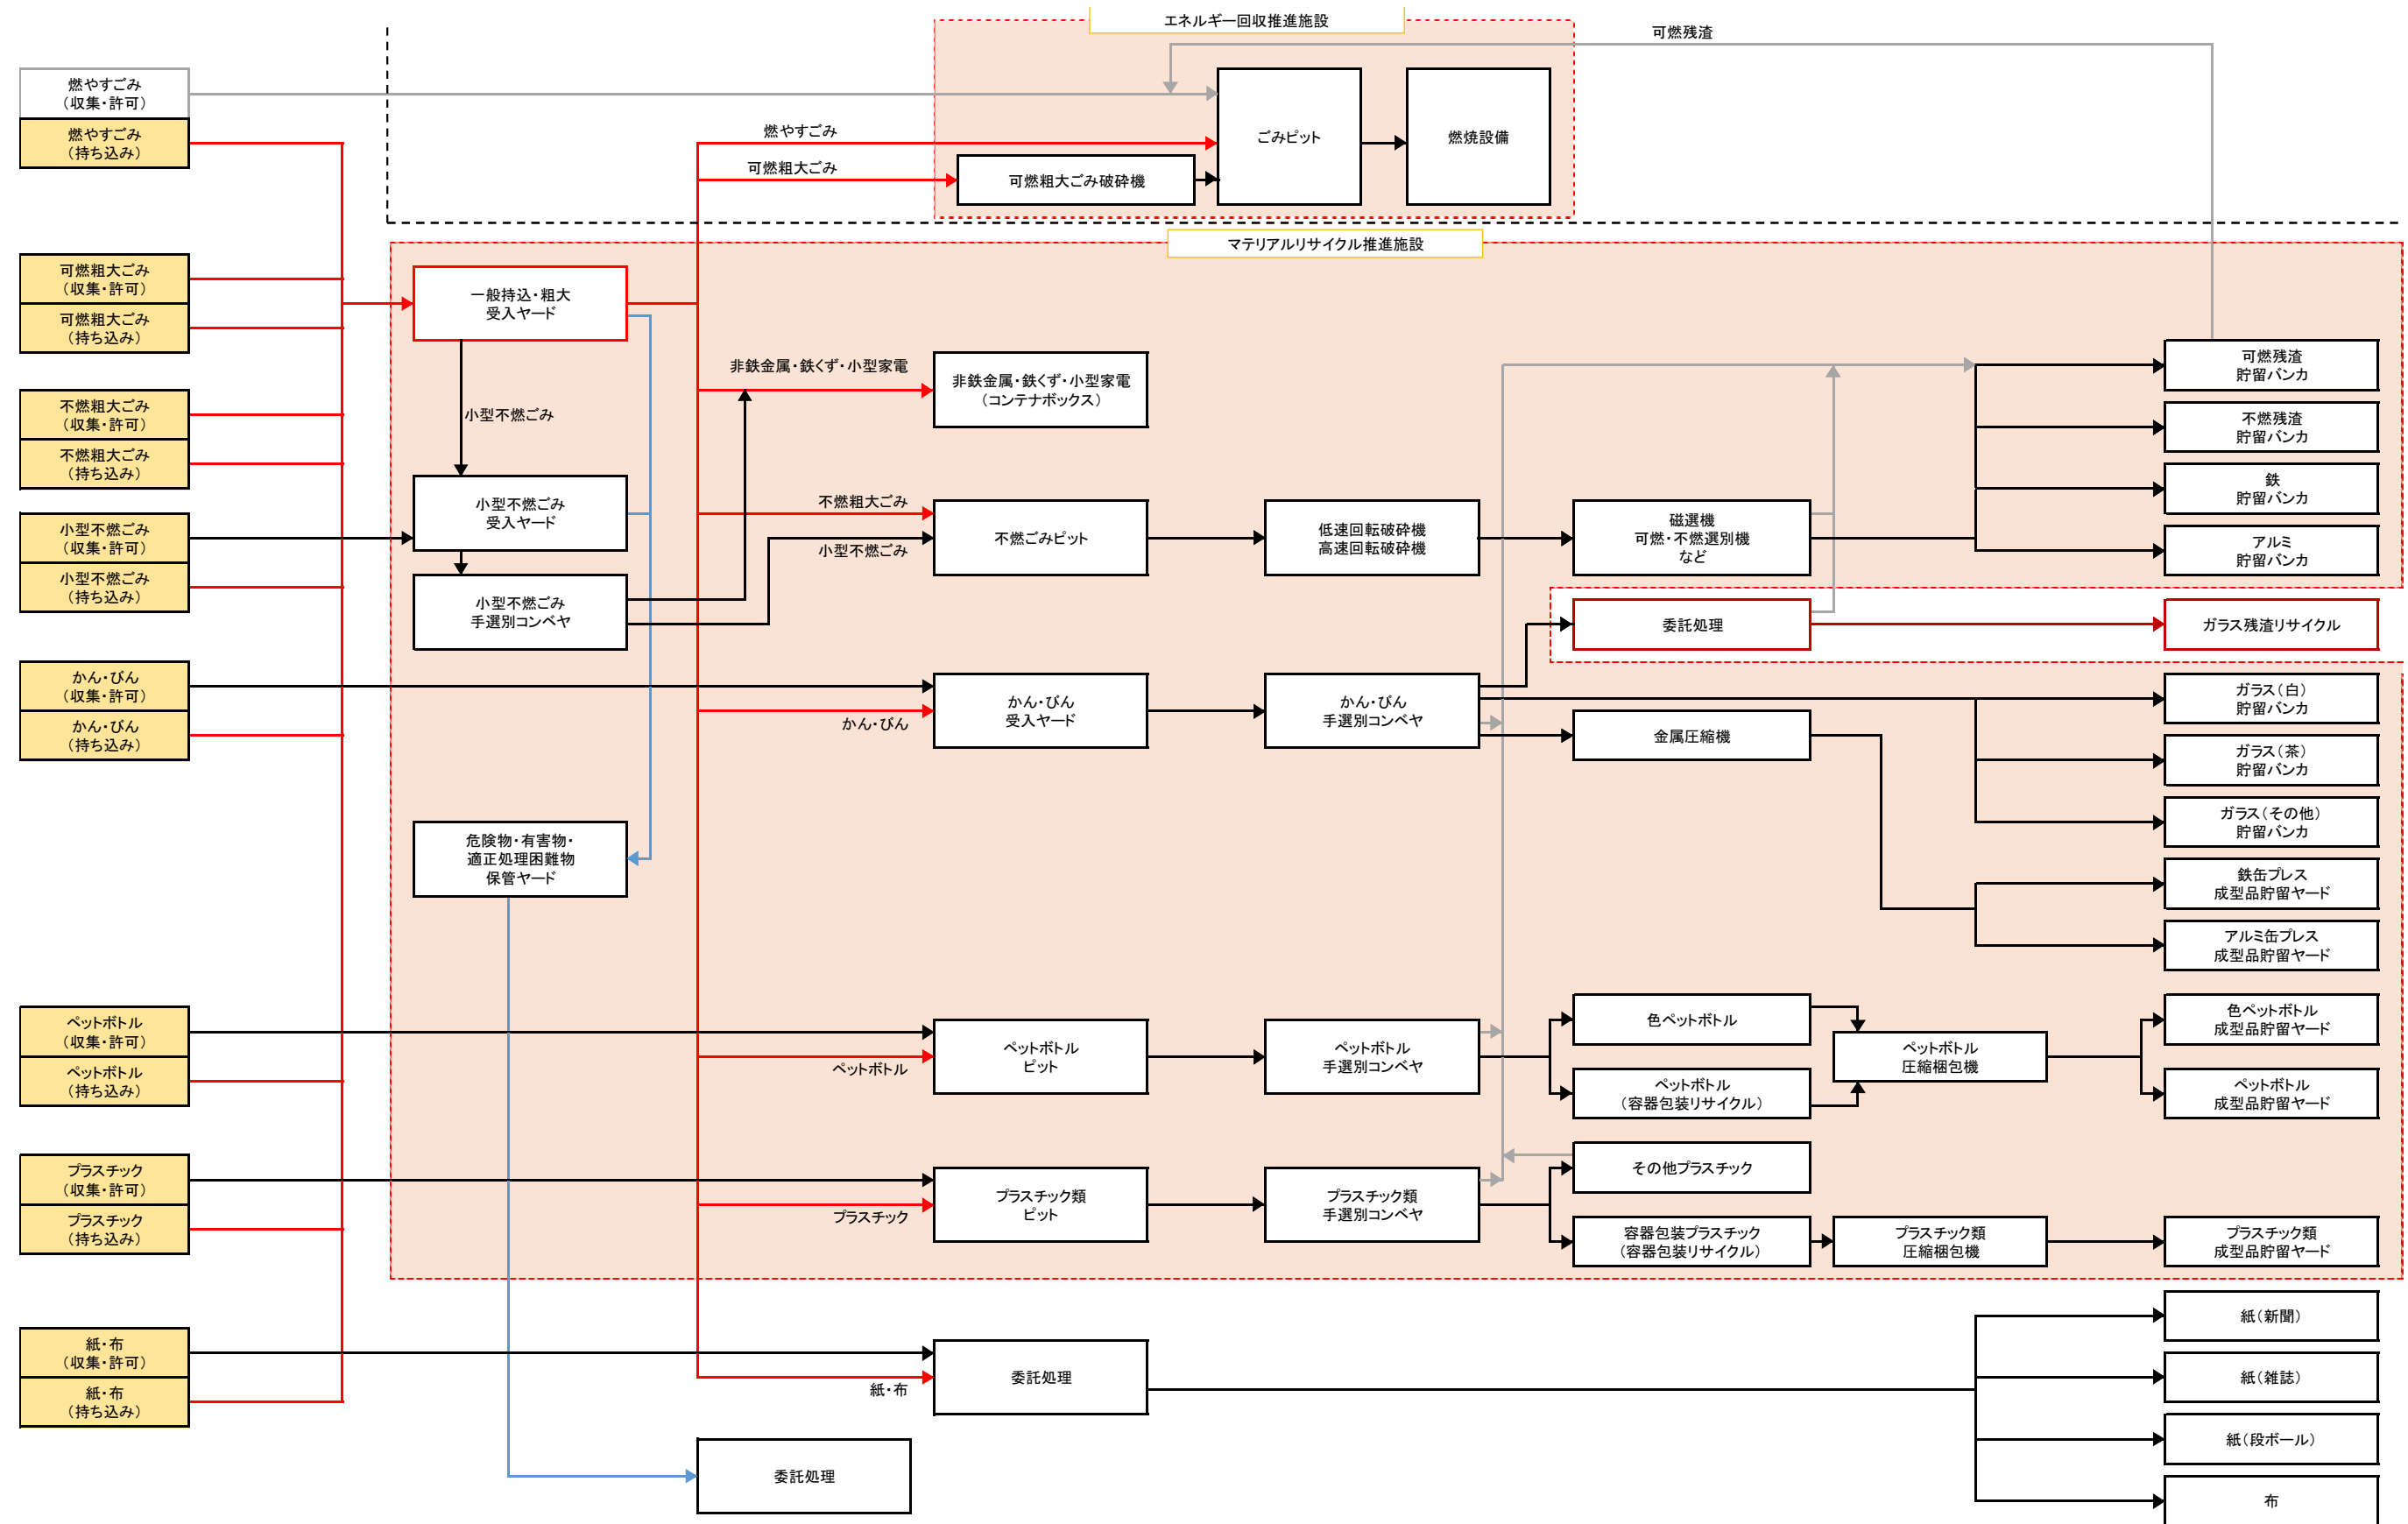 エネルギー回収推進施設
可燃残渣
燃やすごみ
（収集・許可）
燃やすごみ
（持ち込み）
燃やすごみ
可燃粗大ごみ
可燃粗大ごみ破砕機
ごみピット
燃焼設備
マテリアルリサイクル推進施設
可燃粗大ごみ
（収集・許可）
可燃粗大ごみ
（持ち込み）
一般持込・粗大
受入ヤード
不燃粗大ごみ
（収集・許可）
不燃粗大ごみ
（持ち込み）
小型不燃ごみ
非鉄金属・鉄くず・小型家電
非鉄金属・鉄くず・小型家電
（コンテナボックス）
可燃残渣
貯留バンカ
不燃残渣
貯留バンカ
鉄
貯留バンカ
アルミ
貯留バンカ
小型不燃ごみ
（収集・許可）
小型不燃ごみ
（持ち込み）
小型不燃ごみ
受入ヤード
小型不燃ごみ
手選別コンベヤ
不燃粗大ごみ
小型不燃ごみ
不燃ごみピット
低速回転破砕機
高速回転破砕機
磁選機
可燃・不燃選別機
など
委託処理
ガラス残渣リサイクル
かん・びん
（収集・許可）
かん・びん
（持ち込み）
かん・びん
かん・びん
受入ヤード
かん・びん
手選別コンベヤ
金属圧縮機
ガラス（白）
貯留バンカ
ガラス（茶）
貯留バンカ
ガラス（その他）
貯留バンカ
鉄缶プレス
成型品貯留ヤード
アルミ缶プレス
成型品貯留ヤード
危険物・有害物・
適正処理困難物
保管ヤード
ペットボトル
（収集・許可）
ペットボトル
（持ち込み）
ペットボトル
ペットボトル
ピット
ペットボトル
手選別コンベヤ
色ペットボトル
ペットボトル
（容器包装リサイクル）
ペットボトル
圧縮梱包機
色ペットボトル
成型品貯留ヤード
ペットボトル
成型品貯留ヤード
プラスチック
（収集・許可）
プラスチック
（持ち込み）
プラスチック
プラスチック類
ピット
プラスチック類
手選別コンベヤ
その他プラスチック
容器包装プラスチック
（容器包装リサイクル）
プラスチック類
圧縮梱包機
プラスチック類
成型品貯留ヤード
紙・布
（収集・許可）
紙・布
（持ち込み）
紙・布
委託処理
紙（新聞）
紙（雑誌）
紙（段ボール）
布
委託処理